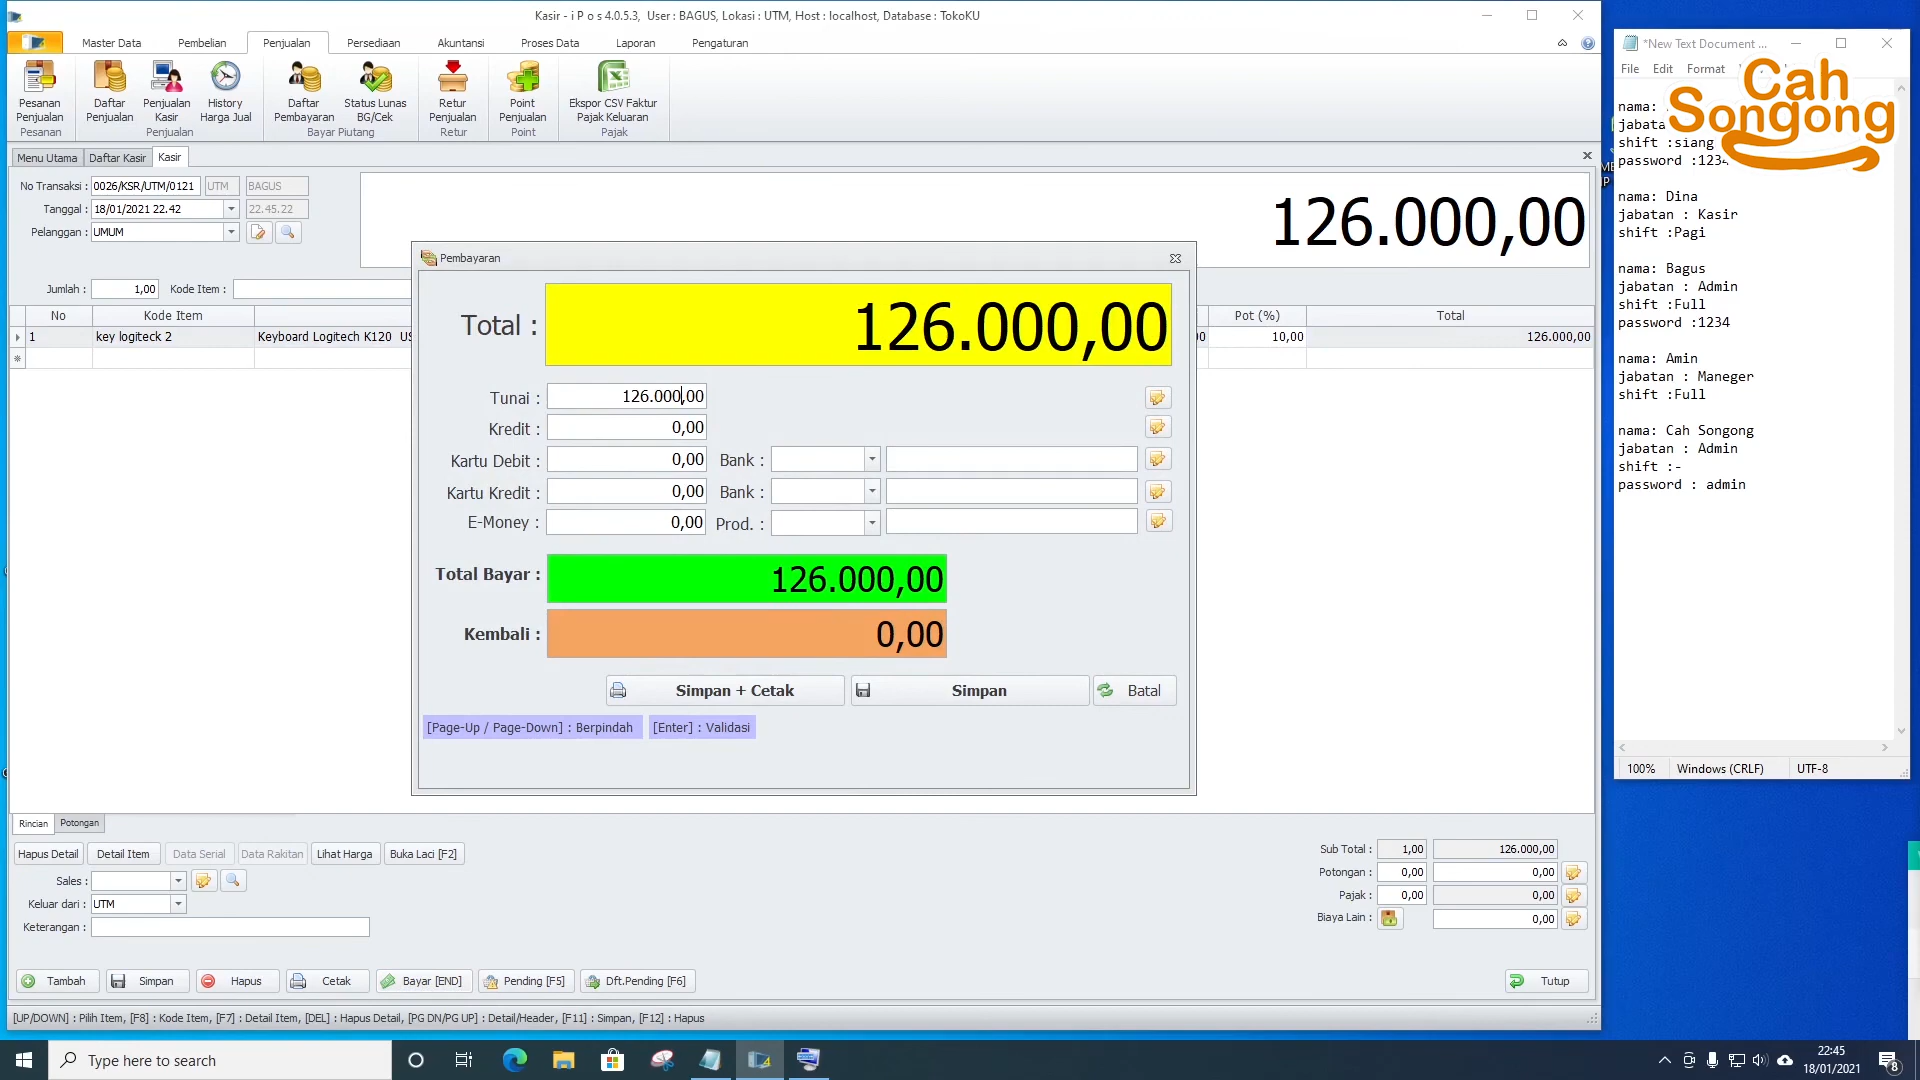 Kasir - i P o s 4.0.5.3, User : BAGUS, Lokasi : UTM, Host : localhost, Database : TokoKU
Master Data Pembelian Penjualan Persediaan Akuntansi Proses Data Laporan Pengaturan
Pesanan Penjualan
Daftar Penjualan
Penjualan Kasir
History Harga Jual
Daftar Pembayaran
Status Lunas BG/Cek
Retur Penjualan
Point Penjualan
Ekspor CSV Faktur Pajak Keluaran
Pesanan Penjualan Bayar Piutang Retur Point Pajak
Menu Utama Daftar Kasir Kasir
No Transaksi : 0026/KSR/UTM/0121 UTM BAGUS
Tanggal : 18/01/2021 22.42 22.45.22
Pelanggan : UMUM
126.000,00
Jumlah : 1,00 Kode Item :
No Kode Item Pot (%) Total
1 key logiteck 2 Keyboard Logitech K120 10,00 126.000,00
Pembayaran
Total : 126.000,00
Tunai : 126.000,00
Kredit : 0,00
Kartu Debit : 0,00 Bank :
Kartu Kredit : 0,00 Bank :
E-Money : 0,00 Prod. :
Total Bayar : 126.000,00
Kembali : 0,00
Simpan + Cetak Simpan Batal
[Page-Up / Page-Down] : Berpindah [Enter] : Validasi
Rincian Potongan
Hapus Detail Detail Item Data Serial Data Rakitan Lihat Harga Buka Laci [F2]
Sales :
Keluar dari : UTM
Keterangan :
Sub Total : 1,00 126.000,00
Potongan : 0,00 0,00
Pajak : 0,00 0,00
Biaya Lain : 0,00
Tambah Simpan Hapus Cetak Bayar [END] Pending [F5] Dft.Pending [F6] Tutup
[UP/DOWN] : Pilih Item, [F8] : Kode Item, [F7] : Detail Item, [DEL] : Hapus Detail, [PG DN/PG UP] : Detail/Header, [F11] : Simpan, [F12] : Hapus
*New Text Document ...
File Edit Format
Cah Songong
nama:
shift :siang
password :1234
nama: Dina
jabatan : Kasir
shift :Pagi
nama: Bagus
jabatan : Admin
shift :Full
password :1234
nama: Amin
jabatan : Maneger
shift :Full
nama: Cah Songong
jabatan : Admin
shift :-
password : admin
100% Windows (CRLF) UTF-8
Type here to search
22:45
18/01/2021
8